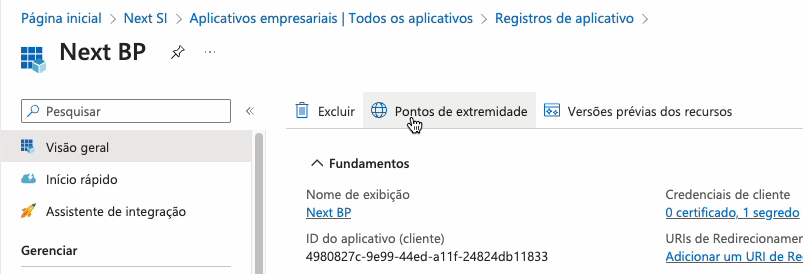 Página inicial > Next SI > Aplicativos empresariais | Todos os aplicativos > Registros de aplicativo >
Next BP
Pesquisar
Excluir Pontos de extremidade Versões prévias dos recursos
Visão geral
Fundamentos
Início rápido
Nome de exibição Credenciais de cliente
Next BP 0 certificado, 1 segredo
Assistente de integração
ID do aplicativo (cliente) URIs de Redirecionamen
Gerenciar
4980827c-9e99-44ed-a11f-24824db11833 Adicionar um URI de Re